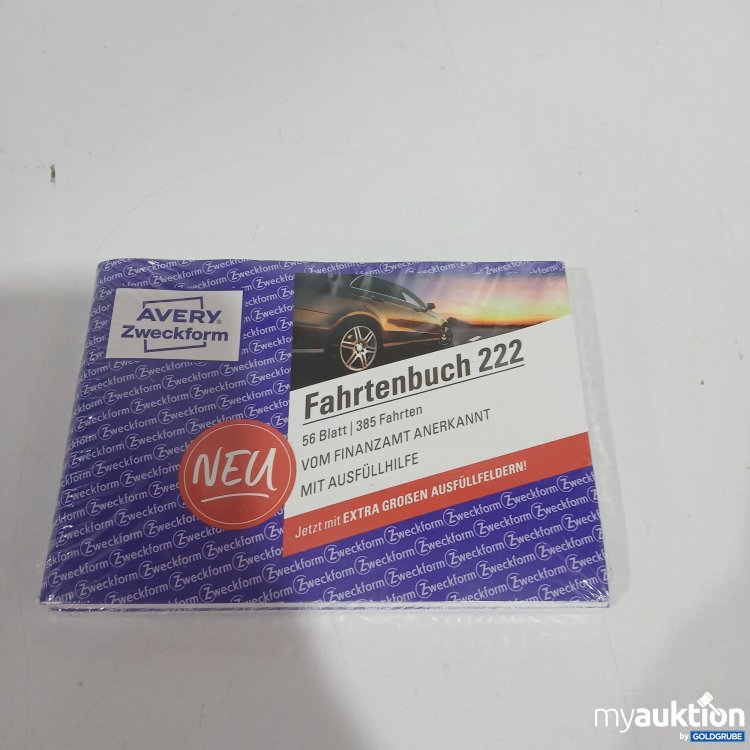 AVERY
Zweckform
Fahrtenbuch 222
56 Blatt | 385 Fahrten
VOM FINANZAMT ANERKANNT
MIT AUSFÜLLHILFE
NEU
Jetzt mit EXTRA GROẞEN AUSFÜLLFELDERN!
myauktion
by GOLDGRUBE